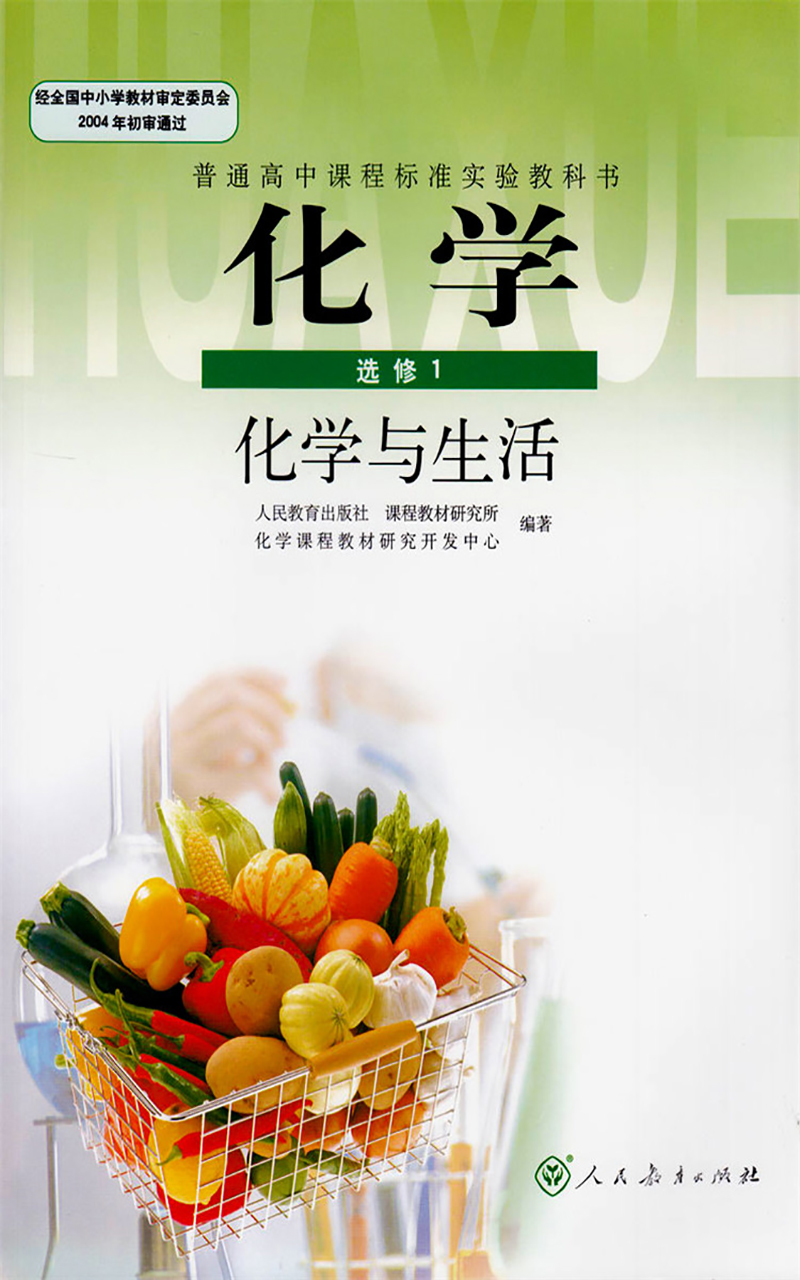 HUAXUE
经全国中小学教材审定委员会
2004年初审通过
普通高中课程标准实验教科书
化学
选修1
化学与生活
人民教育出版社 课程教材研究所
化学课程教材研究开发中心
编著
人民教育出版社